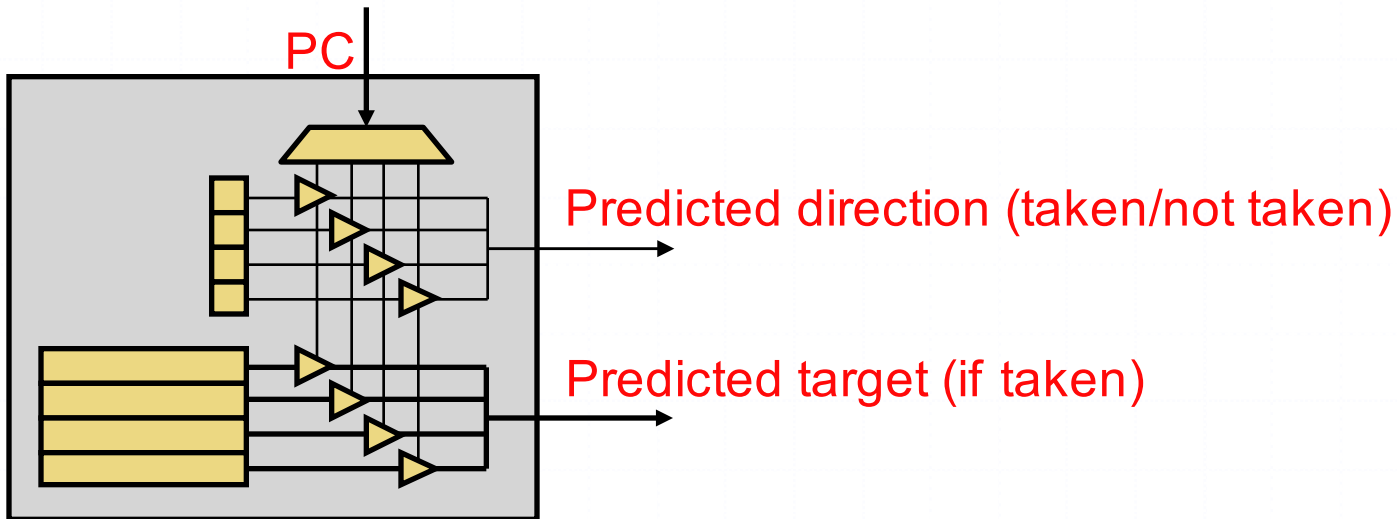 PC
Predicted direction (taken/not taken)
Predicted target (if taken)